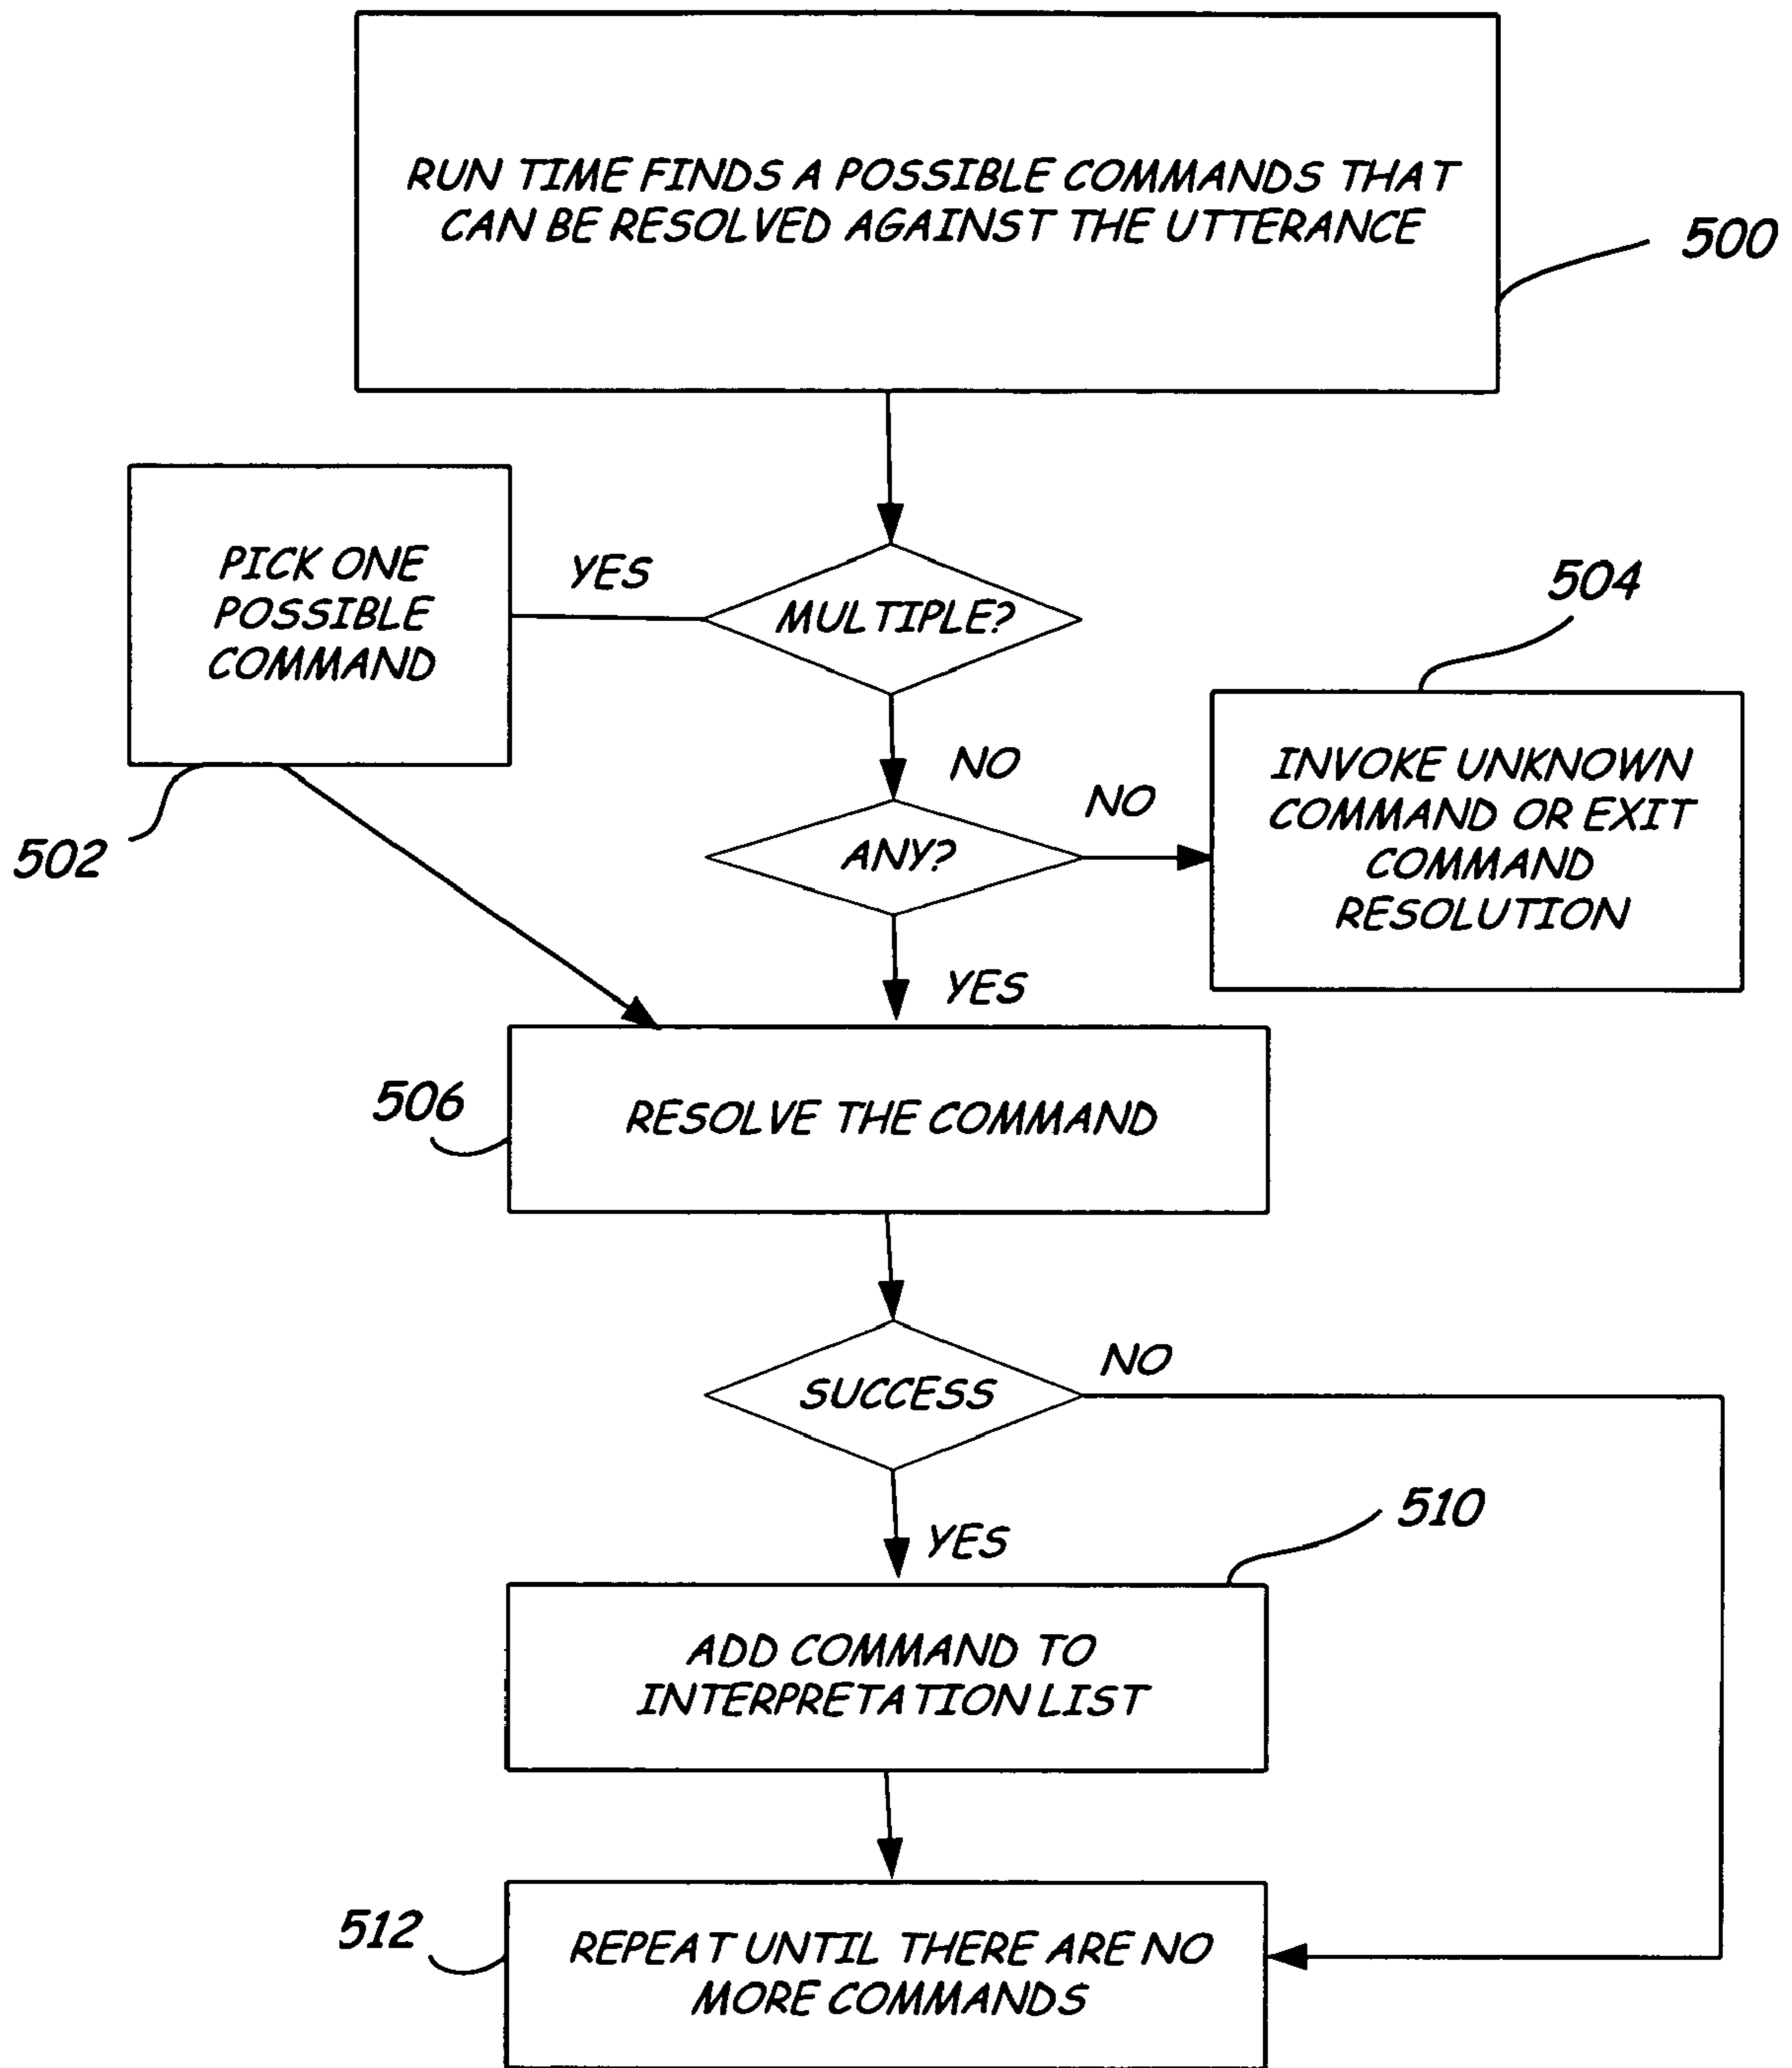 RUN TIME FINDS A POSSIBLE COMMANDS THAT
CAN BE RESOLVED AGAINST THE UTTERANCE
500
PICK ONE
POSSIBLE
COMMAND
YES
MULTIPLE?
504
502
NO
ANY?
NO
INVOKE UNKNOWN
COMMAND OR EXIT
COMMAND
RESOLUTION
YES
506
RESOLVE THE COMMAND
SUCCESS
NO
YES
510
ADD COMMAND TO
INTERPRETATION LIST
512
REPEAT UNTIL THERE ARE NO
MORE COMMANDS